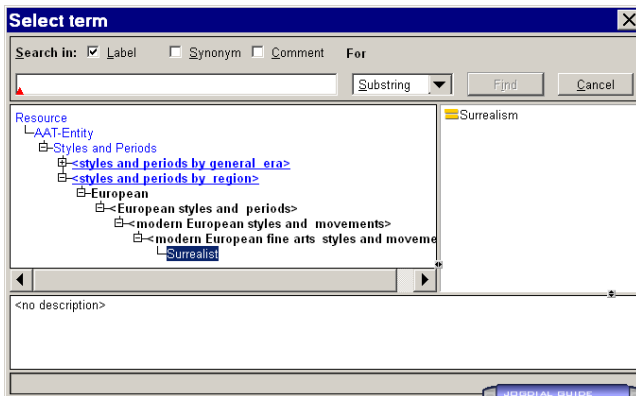 Select term
Search in: Label Synonym Comment For
Substring Find Cancel
Resource
AAT-Entity
Styles and Periods
<styles and periods by general era>
<styles and periods by region>
European
<European styles and periods>
<modern European styles and movements>
<modern European fine arts styles and moveme
Surrealist
Surrealism
<no description>